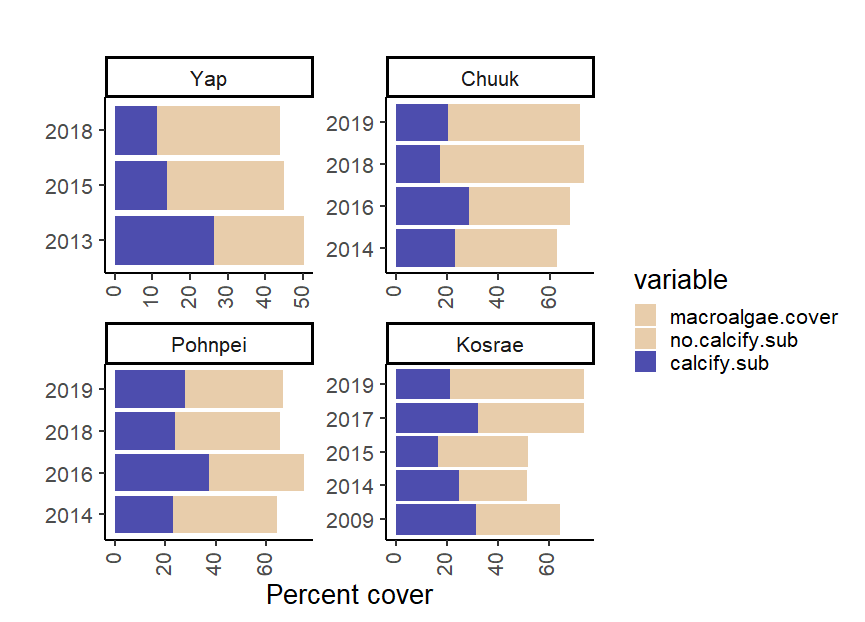 Yap
Chuuk
2018
2015
2013
2019
2018
2016
2014
0 10 20 30 40 50
0 20 40 60
Pohnpei
Kosrae
2019
2018
2016
2014
2019
2017
2015
2014
2009
0 20 40 60
0 20 40 60
Percent cover
variable
macroalgae.cover
no.calcify.sub
calcify.sub